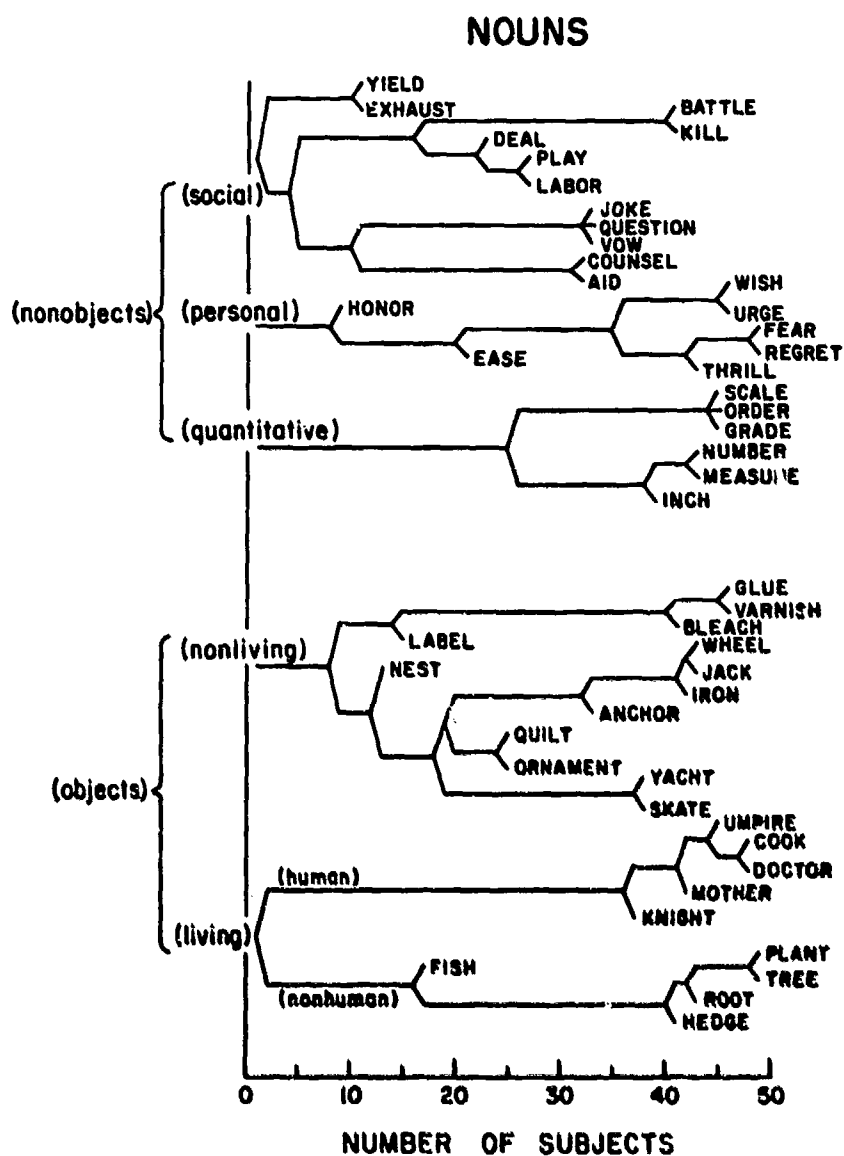 NOUNS
YIELD
EXHAUST
BATTLE
KILL
DEAL
PLAY
LABOR
(social)
JOKE
QUESTION
VOW
COUNSEL
AID
(nonobjects)
(personal)
HONOR
WISH
URGE
FEAR
REGRET
EASE
THRILL
SCALE
ORDER
GRADE
(quantitative)
NUMBER
MEASURE
INCH
GLUE
VARNISH
BLEACH
LABEL
(nonliving)
WHEEL
NEST
JACK
IRON
ANCHOR
QUILT
ORNAMENT
YACHT
SKATE
(objects)
UMPIRE
COOK
DOCTOR
(human)
MOTHER
KNIGHT
(living)
PLANT
FISH
TREE
(nonhuman)
ROOT
HEDGE
0 10 20 30 40 50
NUMBER OF SUBJECTS